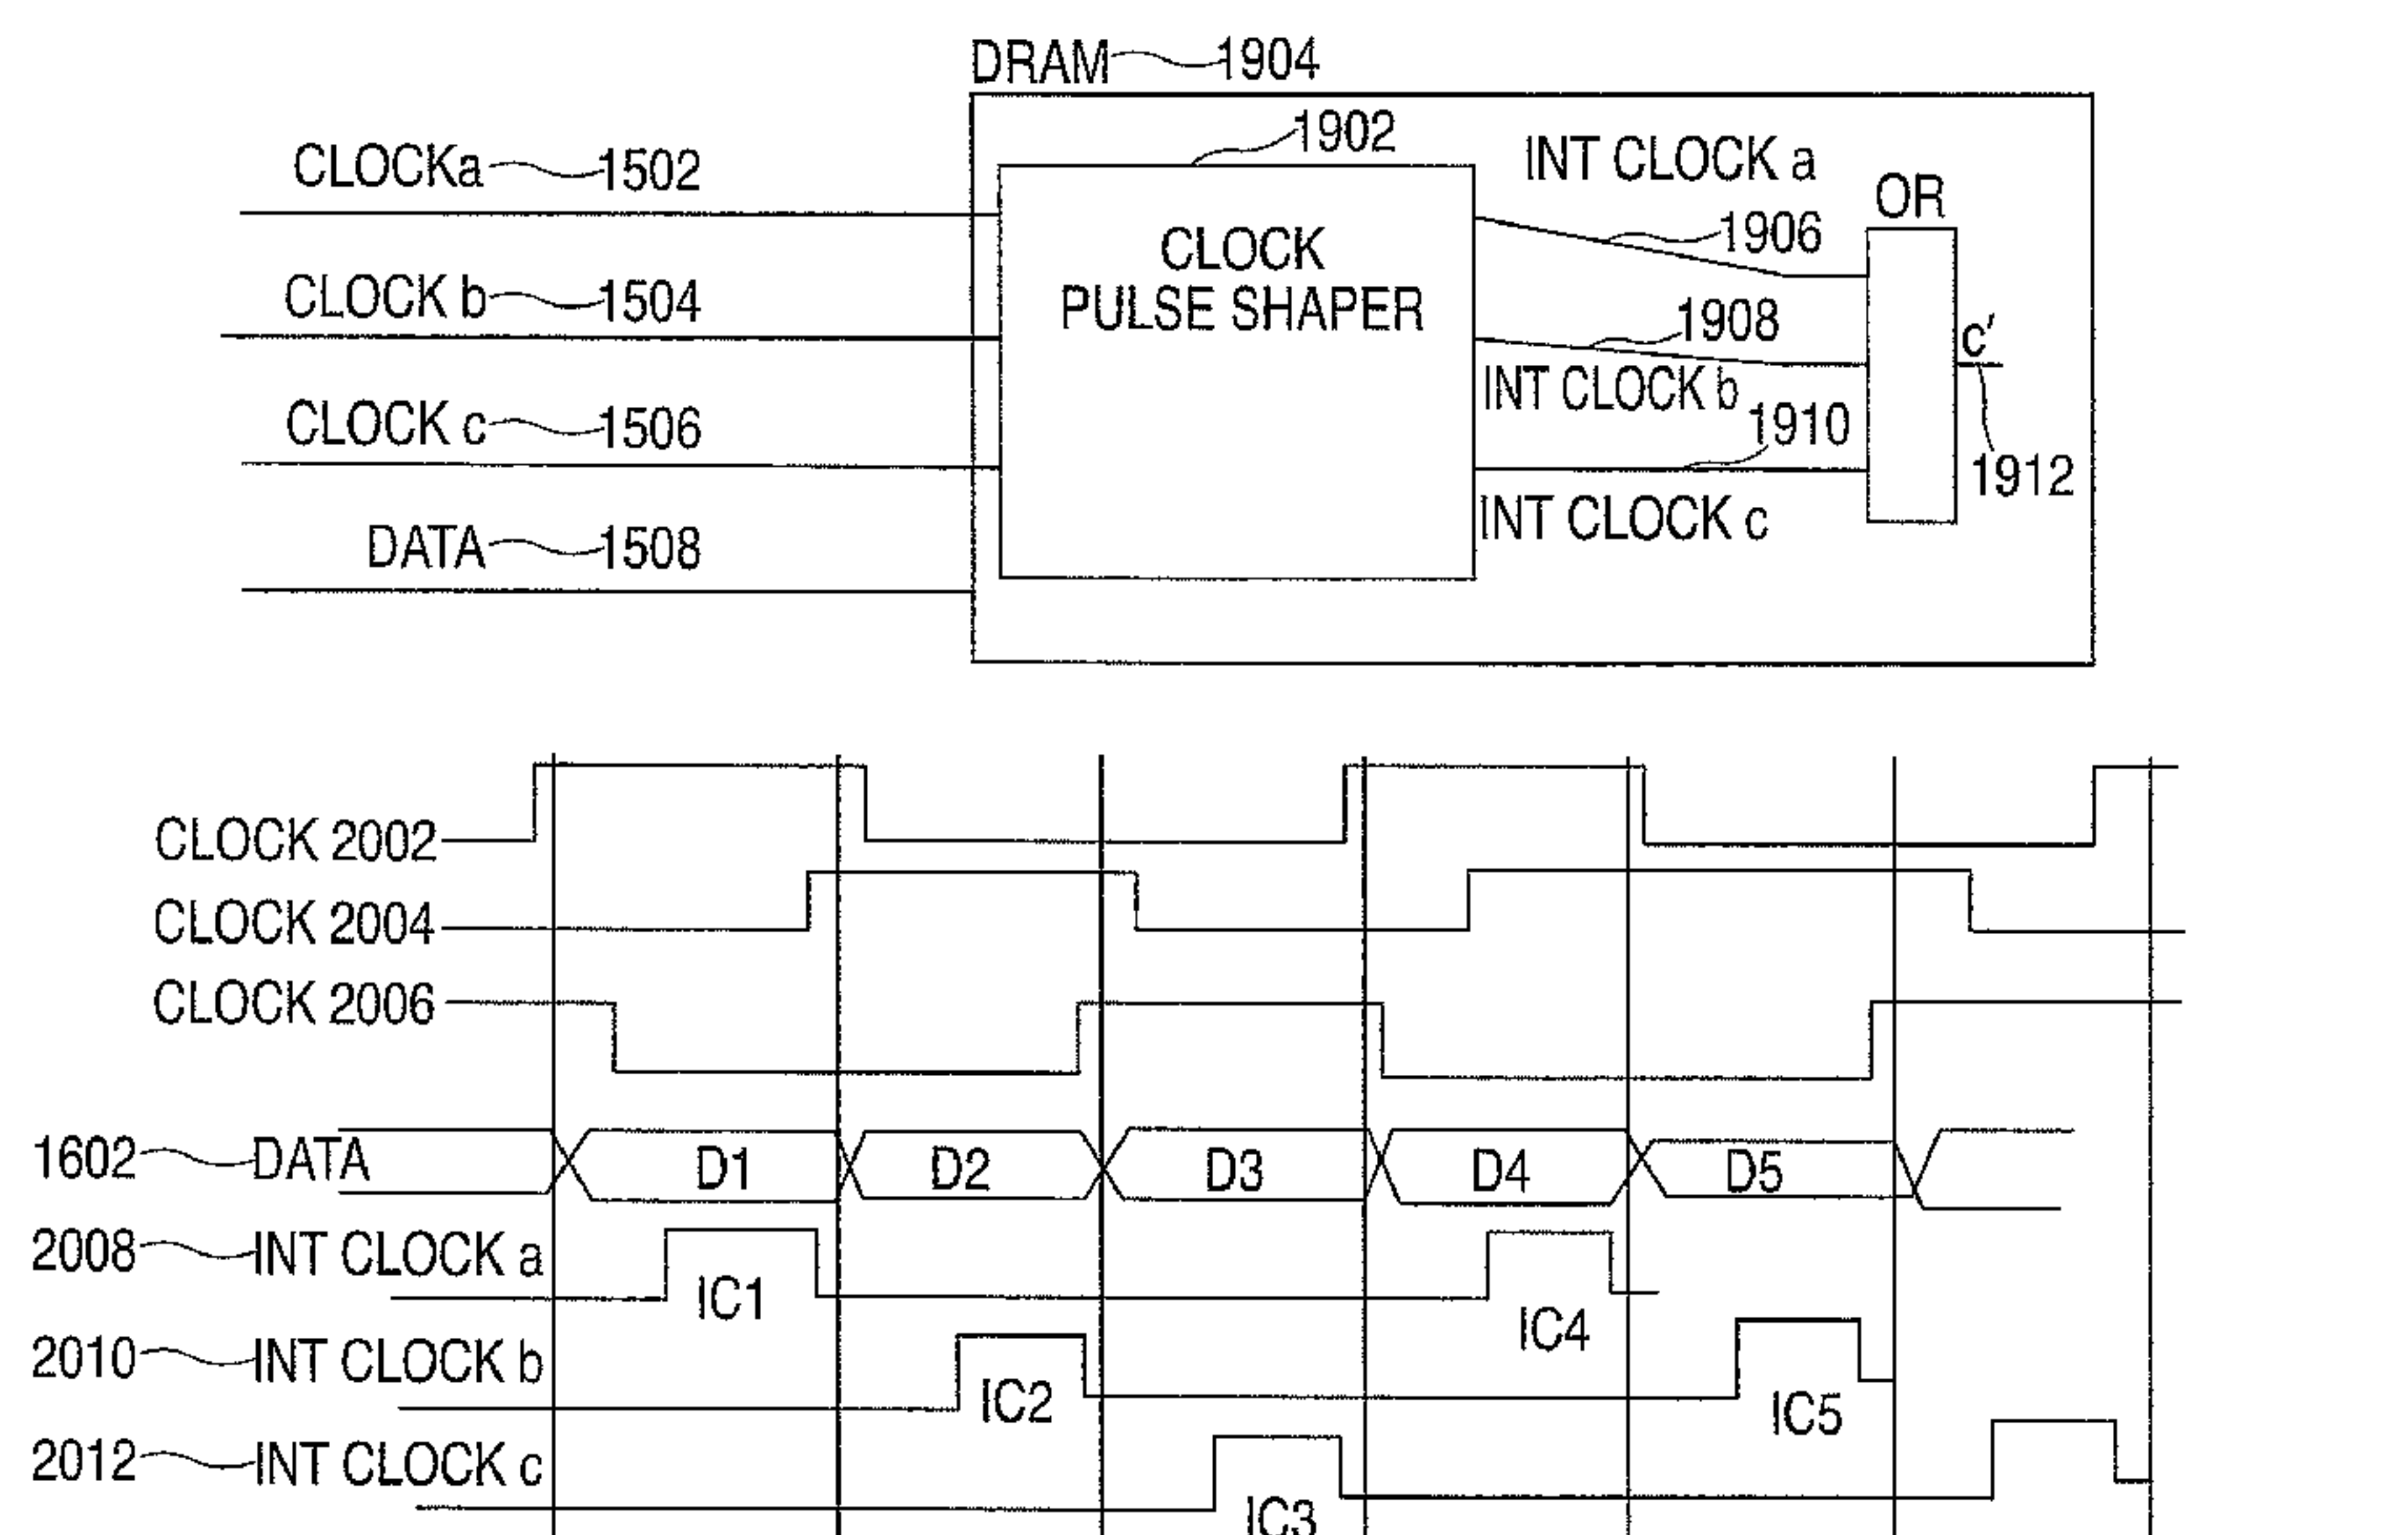 DRAM 1904
1902
INT CLOCK a
CLOCKa 1502
OR
CLOCK
PULSE SHAPER
1906
CLOCK b 1504
1908
c'
INT CLOCK b
1910
CLOCK c 1506
1912
INT CLOCK c
DATA 1508
CLOCK 2002
CLOCK 2004
CLOCK 2006
1602 DATA D1 D2 D3 D4 D5
2008 INT CLOCK a
IC1 IC4
2010 INT CLOCK b
IC2 IC5
2012 INT CLOCK c
IC3